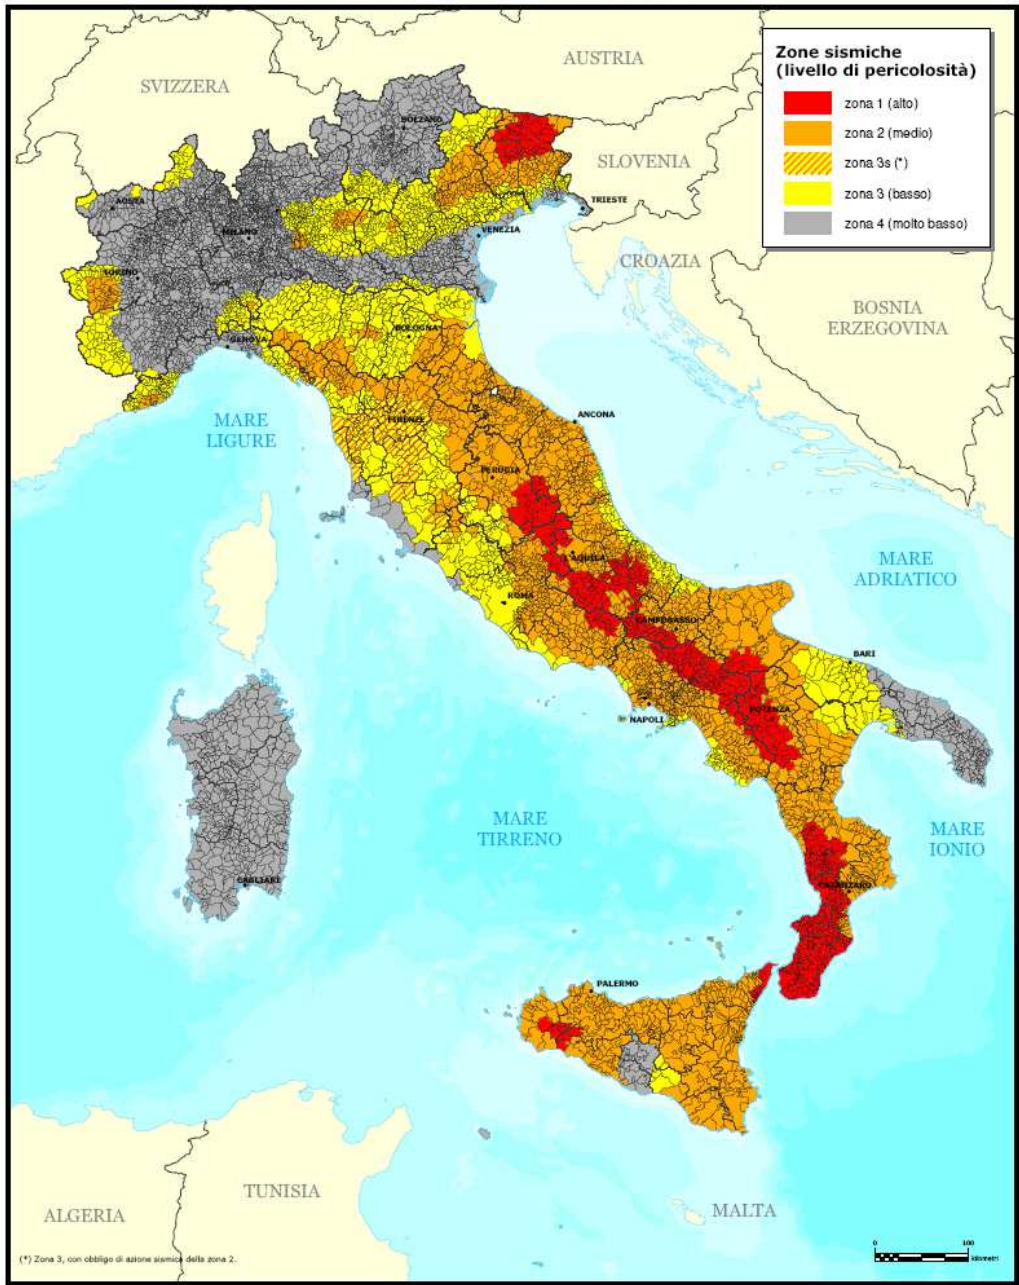 Zone sismiche
(livello di pericolosità)
zona 1 (alto)
zona 2 (medio)
zona 3s (*)
zona 3 (basso)
zona 4 (molto basso)
AUSTRIA
SVIZZERA
BOLZANO
SLOVENIA
AOSTA
TRIESTE
MILANO
VENEZIA
CROAZIA
TORINO
BOSNIA
ERZEGOVINA
BOLOGNA
GENOVA
MARE
LIGURE
FIRENZE
ANCONA
PERUGIA
L'AQUILA
MARE
ADRIATICO
ROMA
CAMPOBASSO
BARI
NAPOLI
POTENZA
MARE
TIRRENO
MARE
IONIO
CAGLIARI
CATANZARO
PALERMO
TUNISIA
MALTA
ALGERIA
(*) Zona 3, con obbligo di azione sismica della zona 2.
0 100
kilometri